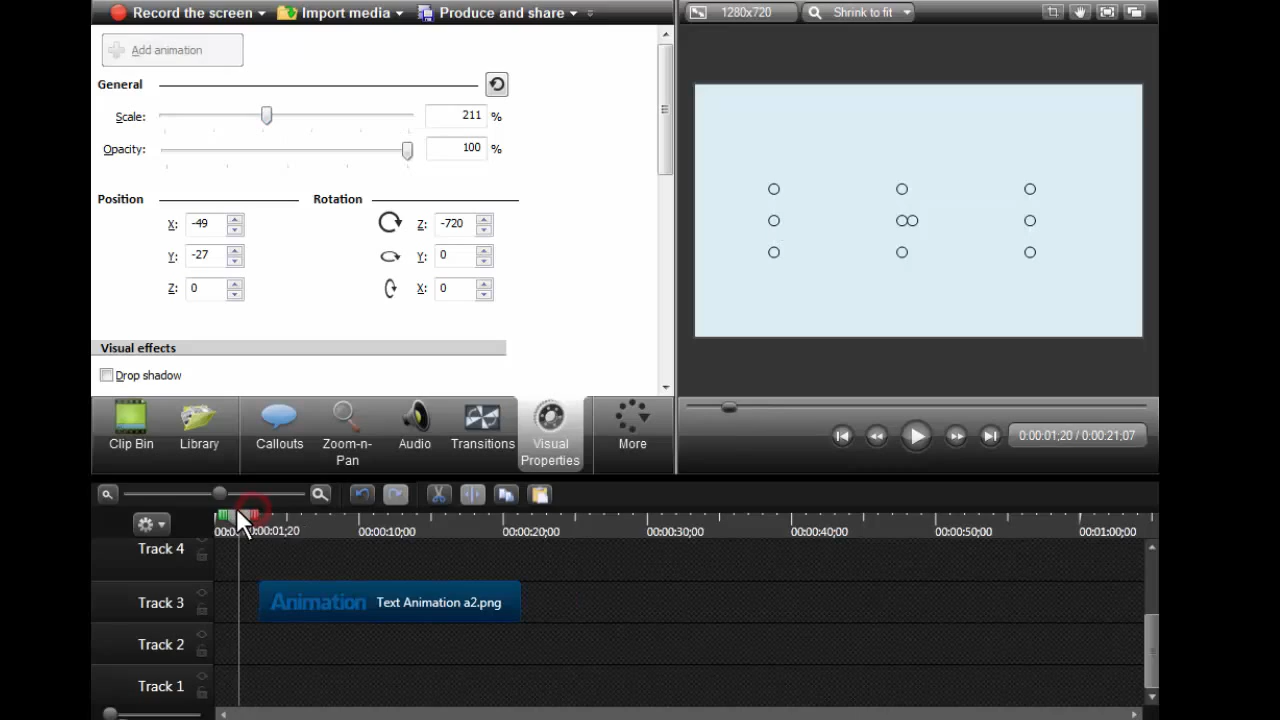 Record the screen Import media Produce and share 1280x720 Shrink to fit
Add animation
General
Scale: 211 %
Opacity: 100 %
Position Rotation
X: -49 Z: -720
Y: -27 Y: 0
Z: 0 X: 0
Visual effects
Drop shadow
Clip Bin Library Callouts Zoom-n-Pan Audio Transitions Visual Properties More
0:00:01;20 / 0:00:21;07
00:00:01;20 00:00:10;00 00:00:20;00 00:00:30;00 00:00:40;00 00:00:50;00 00:01:00;00
Track 4
Track 3 Animation Text Animation a2.png
Track 2
Track 1